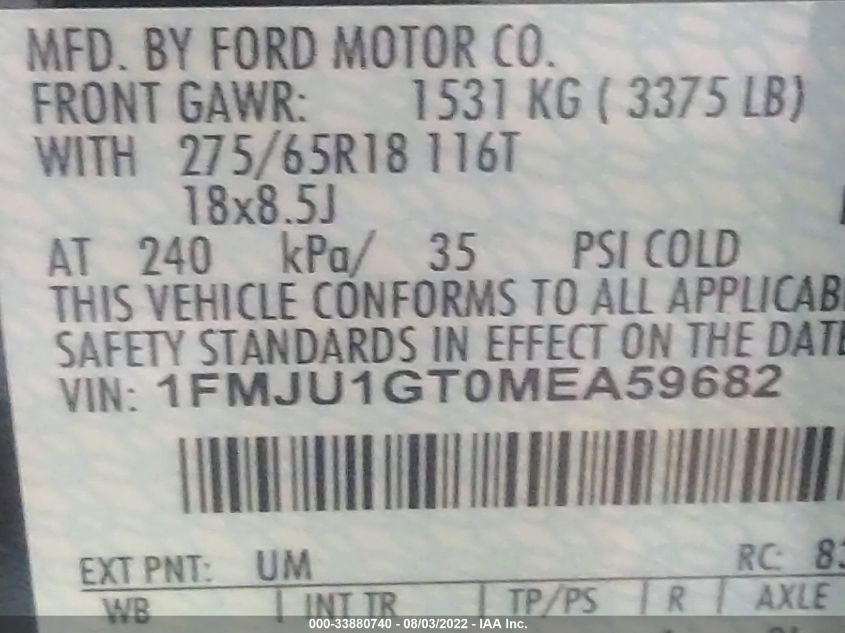 MFD. BY FORD MOTOR CO.
FRONT GAWR: 1531 KG ( 3375 LB)
WITH 275/65R18 116T
18x8.5J
AT 240 kPa/ 35 PSI COLD
THIS VEHICLE CONFORMS TO ALL APPLICAB
SAFETY STANDARDS IN EFFECT ON THE DATE
VIN: 1FMJU1GT0MEA59682
EXT PNT: UM RC: 83
WB | INT TR | TP/PS | R | AXLE
000-33880740 - 08/03/2022 - IAA Inc.